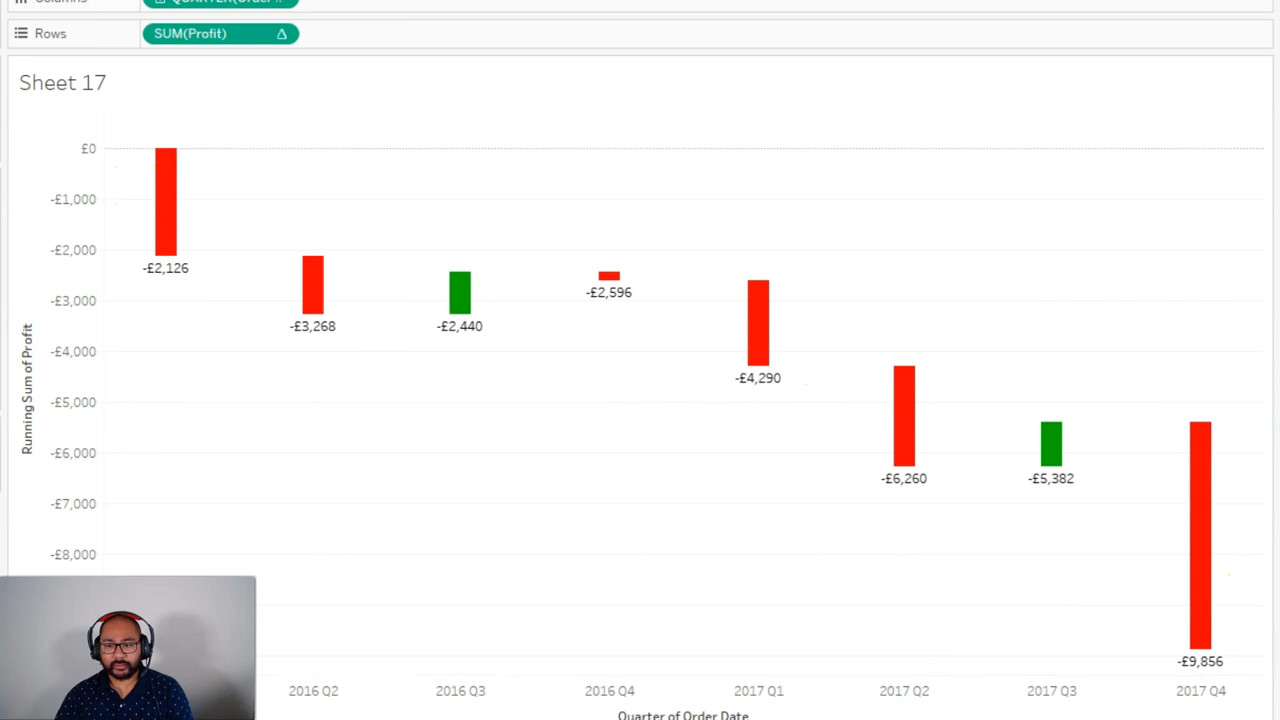 Columns QUARTER(Order ..
Rows SUM(Profit) Δ
Sheet 17
£0
-£1,000
-£2,000
-£2,126
-£3,000
-£2,596
-£3,268 -£2,440
-£4,000
-£4,290
-£5,000
-£6,000
-£6,260 -£5,382
-£7,000
-£8,000
-£9,856
Running Sum of Profit
2016 Q2 2016 Q3 2016 Q4 2017 Q1 2017 Q2 2017 Q3 2017 Q4
Quarter of Order Date